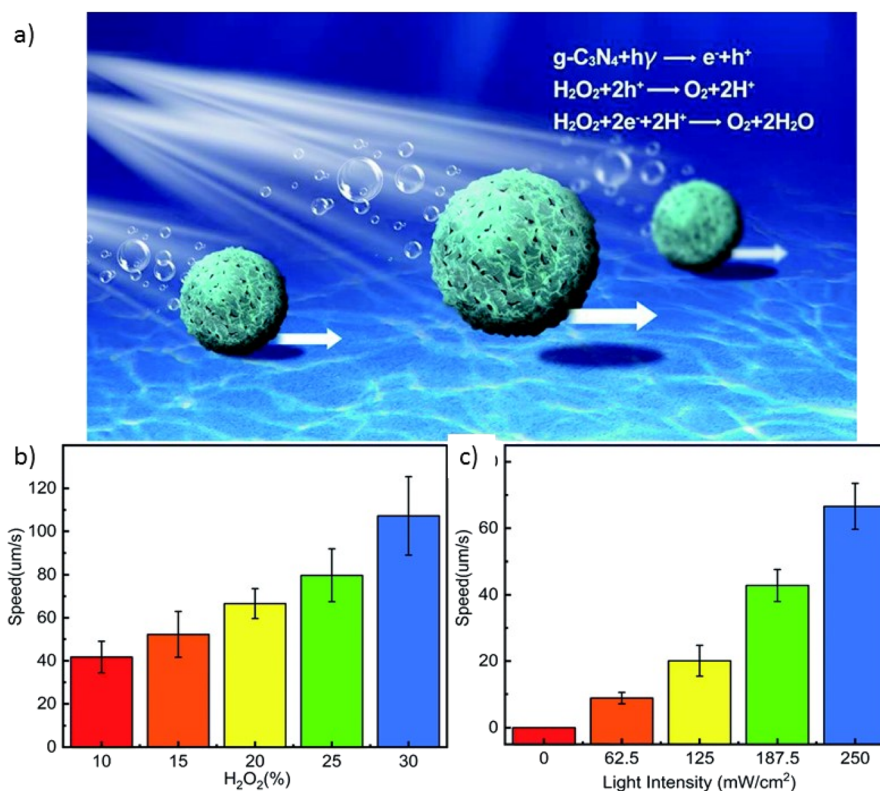 a)
g-C₃N₄+hγ ⟶ e⁻+h⁺
H₂O₂+2h⁺ ⟶ O₂+2H⁺
H₂O₂+2e⁻+2H⁺ ⟶ O₂+2H₂O
b)
120
100
80
60
40
20
0
Speed(um/s)
10 15 20 25 30
H₂O₂(%)
c)
0
60
40
20
0
Speed(um/s)
0 62.5 125 187.5 250
Light Intensity (mW/cm²)